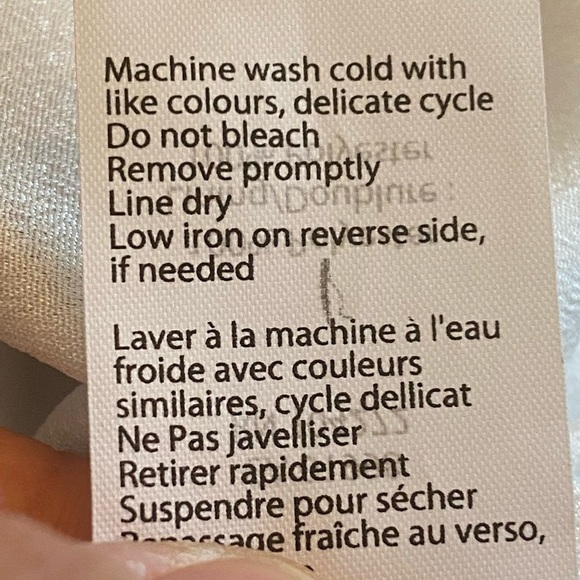 Machine wash cold with
like colours, delicate cycle
Do not bleach
Remove promptly
Line dry
Low iron on reverse side,
if needed
Laver à la machine à l'eau
froide avec couleurs
similaires, cycle dellicat
Ne Pas javelliser
Retirer rapidement
Suspendre pour sécher
fraîche au verso,